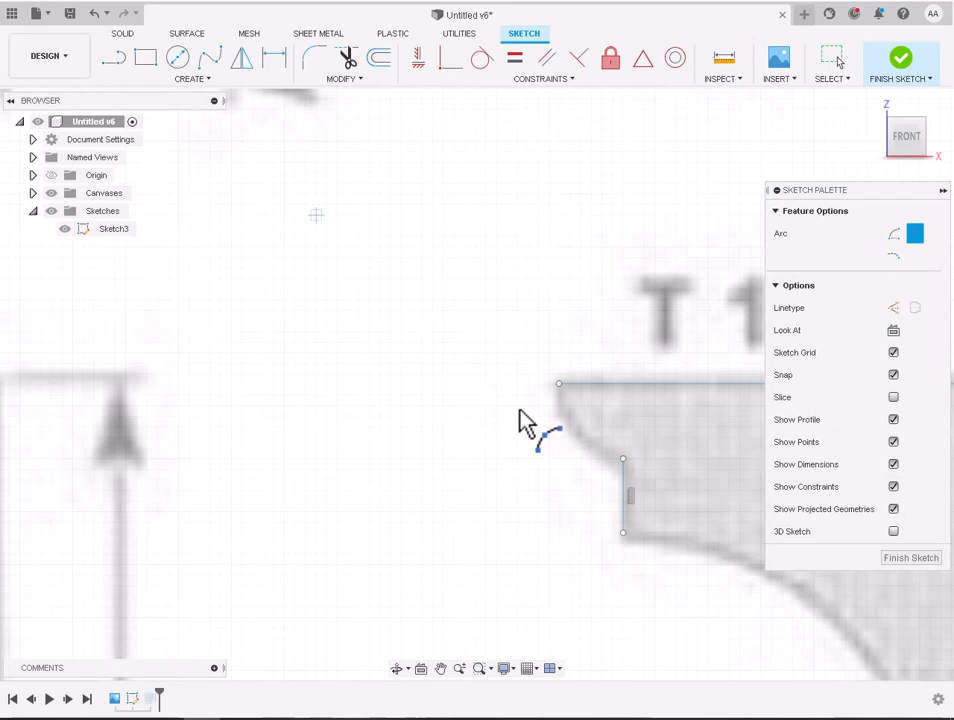 Untitled v6*
AA
DESIGN
SOLID SURFACE MESH SHEET METAL PLASTIC UTILITIES SKETCH
CREATE MODIFY CONSTRAINTS INSPECT INSERT SELECT FINISH SKETCH
BROWSER
Untitled v6
Document Settings
Named Views
Origin
Canvases
Sketches
Sketch3
Z
FRONT
X
SKETCH PALETTE
Feature Options
Arc
Options
Linetype
Look At
Sketch Grid
Snap
Slice
Show Profile
Show Points
Show Dimensions
Show Constraints
Show Projected Geometries
3D Sketch
Finish Sketch
T 1
COMMENTS